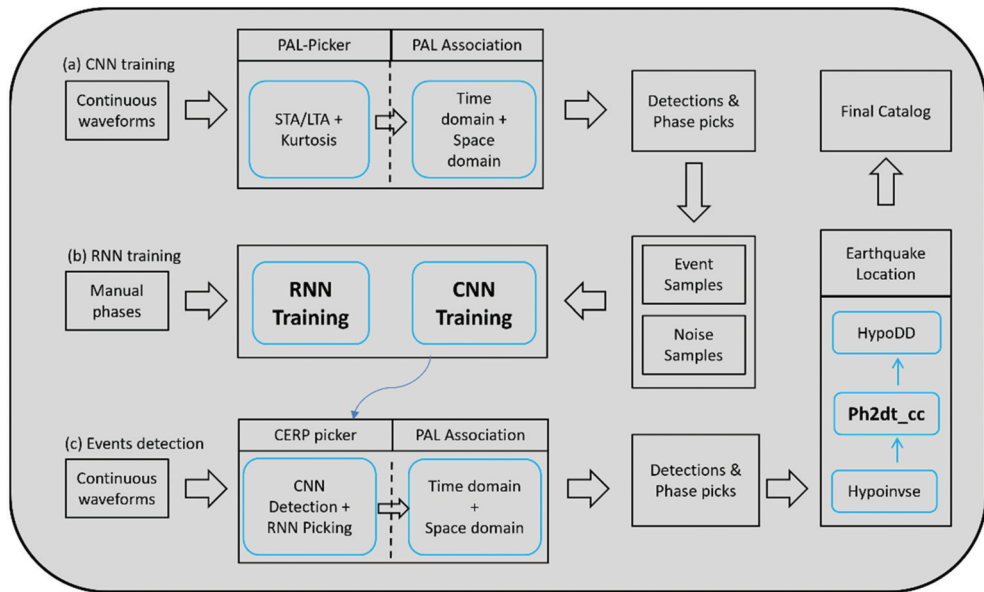 (a) CNN training
Continuous
waveforms
PAL-Picker
PAL Association
STA/LTA +
Kurtosis
Time
domain +
Space
domain
Detections &
Phase picks
Final Catalog
(b) RNN training
Manual
phases
RNN
Training
CNN
Training
Event
Samples
Noise
Samples
Earthquake
Location
HypoDD
Ph2dt_cc
Hypoinvse
(c) Events detection
Continuous
waveforms
CERP picker
PAL Association
CNN
Detection +
RNN Picking
Time domain
+
Space domain
Detections &
Phase picks